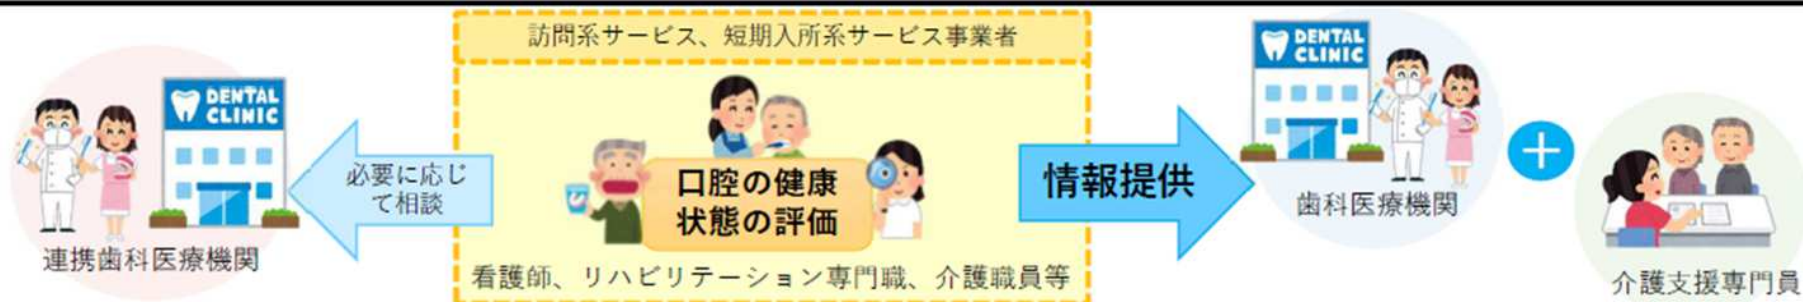 訪問系サービス、短期入所系サービス事業者
DENTAL
CLINIC
必要に応じ
て相談
連携歯科医療機関
口腔の健康
状態の評価
看護師、リハビリテーション専門職、介護職員等
情報提供
DENTAL
CLINIC
歯科医療機関
+
介護支援専門員